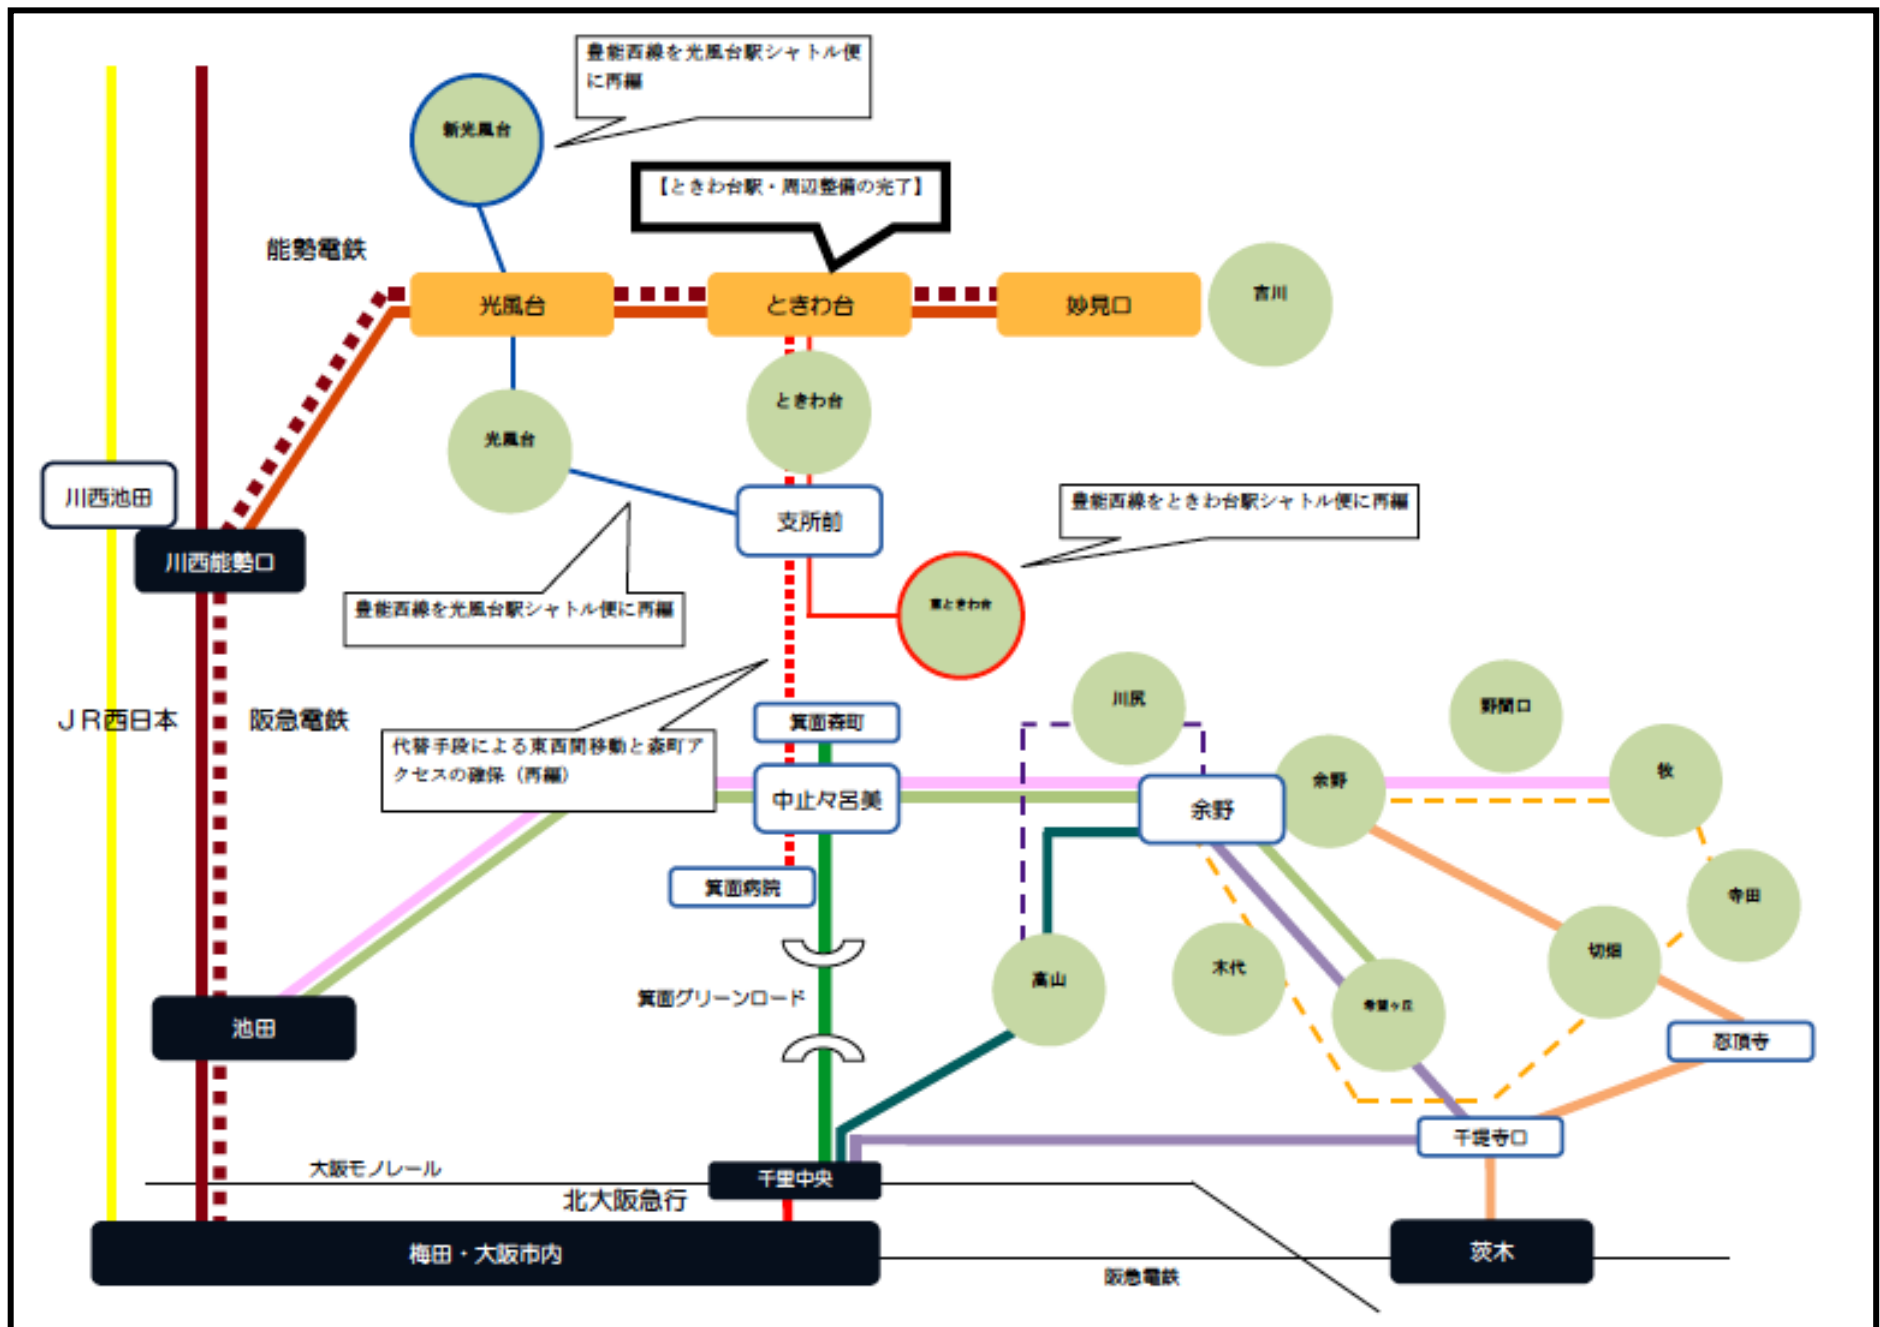 豊能西線を光風台駅シャトル便
に再編
新光風台
【ときわ台駅・周辺整備の完了】
能勢電鉄
光風台
ときわ台
妙見口
吉川
ときわ台
光風台
川西池田
支所前
豊能西線をときわ台駅シャトル便に再編
川西能勢口
豊能西線を光風台駅シャトル便に再編
東ときわ台
川尻
野間口
JR西日本
阪急電鉄
箕面森町
代替手段による東西間移動と森町ア
クセスの確保（再編）
中止々呂美
余野
余野
牧
箕面病院
寺田
切畑
木代
高山
希望ヶ丘
箕面グリーンロード
池田
忍頂寺
千提寺口
大阪モノレール
千里中央
北大阪急行
梅田・大阪市内
茨木
阪急電鉄